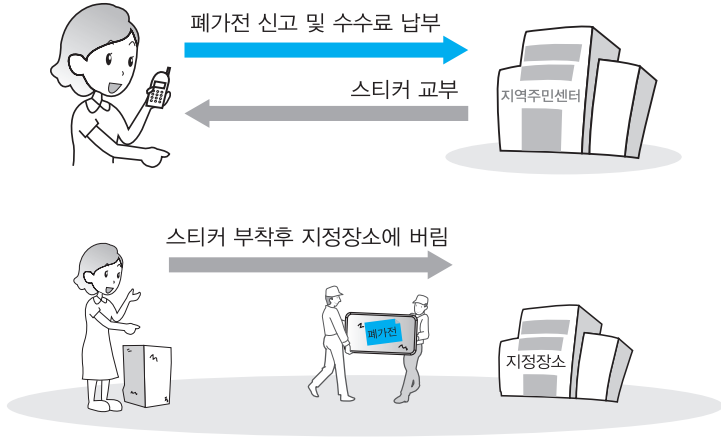 폐가전 신고 및 수수료 납부
스티커 교부
지역주민센터
스티커 부착후 지정장소에 버림
폐가전
지정장소